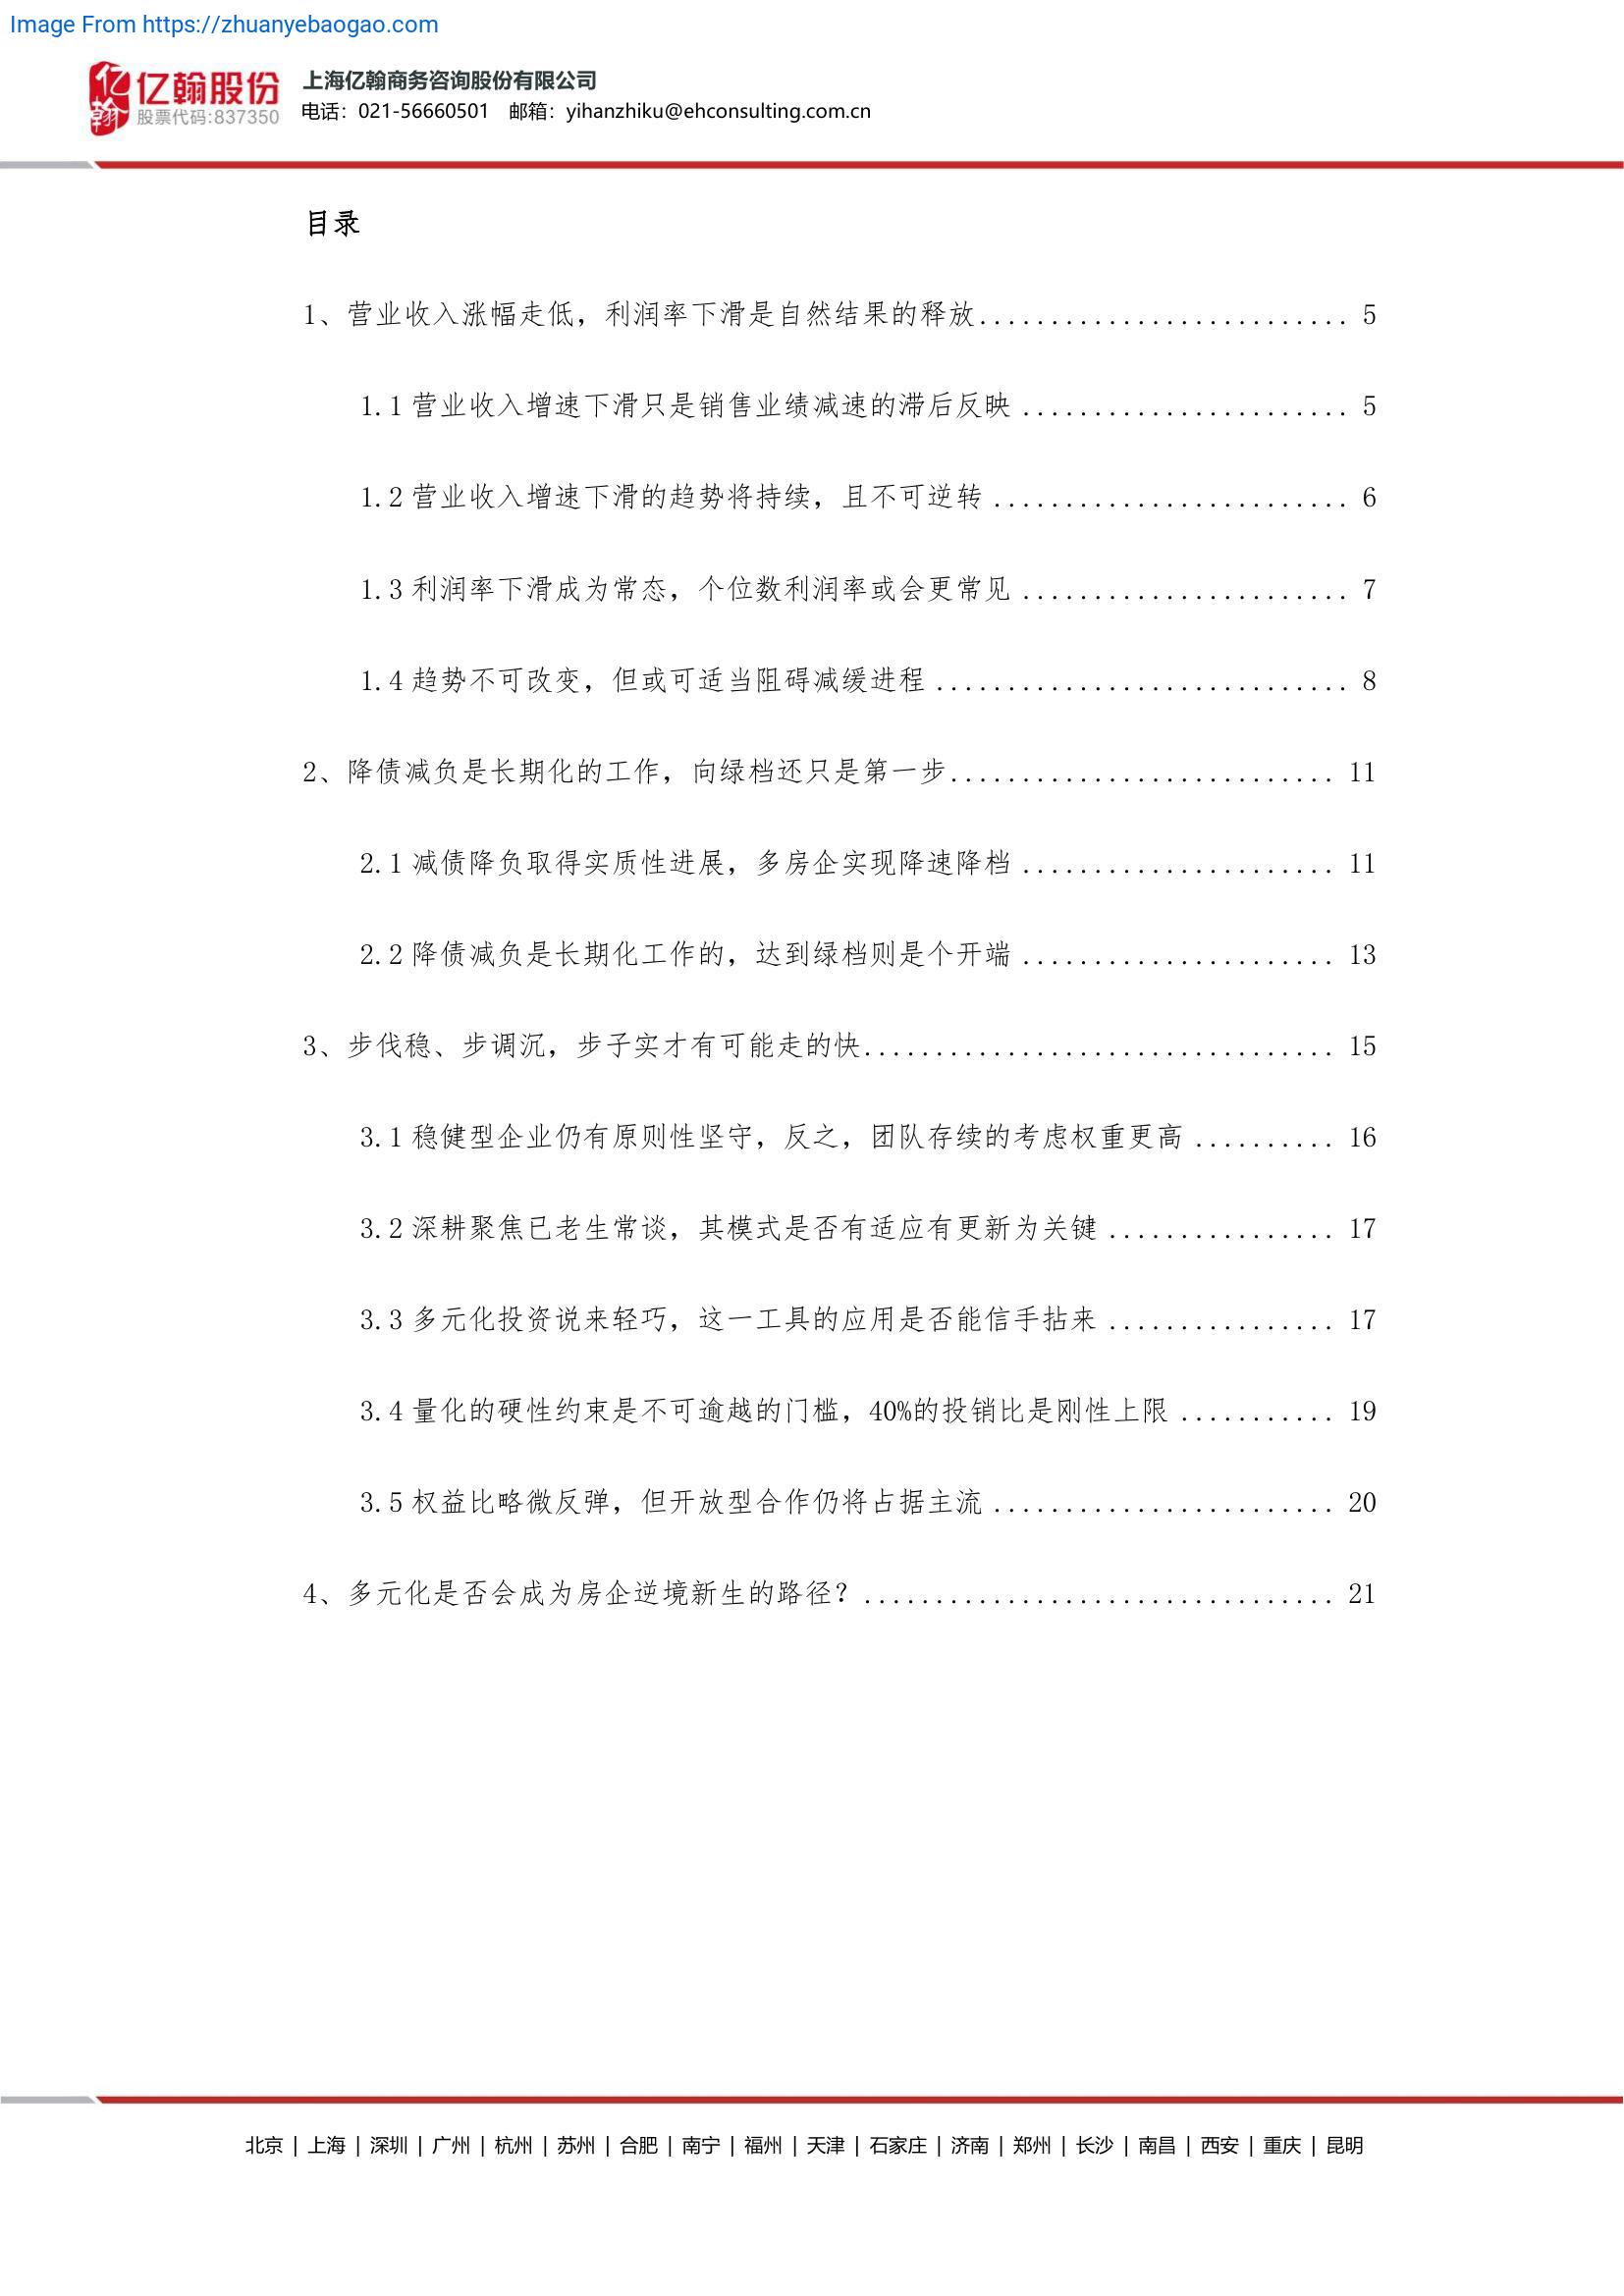 Image From https://zhuanyebaogao.com
亿翰
亿翰股份
股票代码:837350
上海亿翰商务咨询股份有限公司
电话：021-56660501 邮箱：yihanzhiku@ehconsulting.com.cn
目录
1、营业收入涨幅走低，利润率下滑是自然结果的释放.......................... 5
1.1 营业收入增速下滑只是销售业绩减速的滞后反映 ....................... 5
1.2 营业收入增速下滑的趋势将持续，且不可逆转 ......................... 6
1.3 利润率下滑成为常态，个位数利润率或会更常见 ....................... 7
1.4 趋势不可改变，但或可适当阻碍减缓进程 ............................. 8
2、降债减负是长期化的工作，向绿档还只是第一步........................... 11
2.1 减债降负取得实质性进展，多房企实现降速降档 ...................... 11
2.2 降债减负是长期化工作的，达到绿档则是个开端 ...................... 13
3、步伐稳、步调沉，步子实才有可能走的快................................. 15
3.1 稳健型企业仍有原则性坚守，反之，团队存续的考虑权重更高 .......... 16
3.2 深耕聚焦已老生常谈，其模式是否有适应有更新为关键 ................ 17
3.3 多元化投资说来轻巧，这一工具的应用是否能信手拈来 ................ 17
3.4 量化的硬性约束是不可逾越的门槛，40%的投销比是刚性上限 ........... 19
3.5 权益比略微反弹，但开放型合作仍将占据主流 ........................ 20
4、多元化是否会成为房企逆境新生的路径？................................. 21
北京 | 上海 | 深圳 | 广州 | 杭州 | 苏州 | 合肥 | 南宁 | 福州 | 天津 | 石家庄 | 济南 | 郑州 | 长沙 | 南昌 | 西安 | 重庆 | 昆明